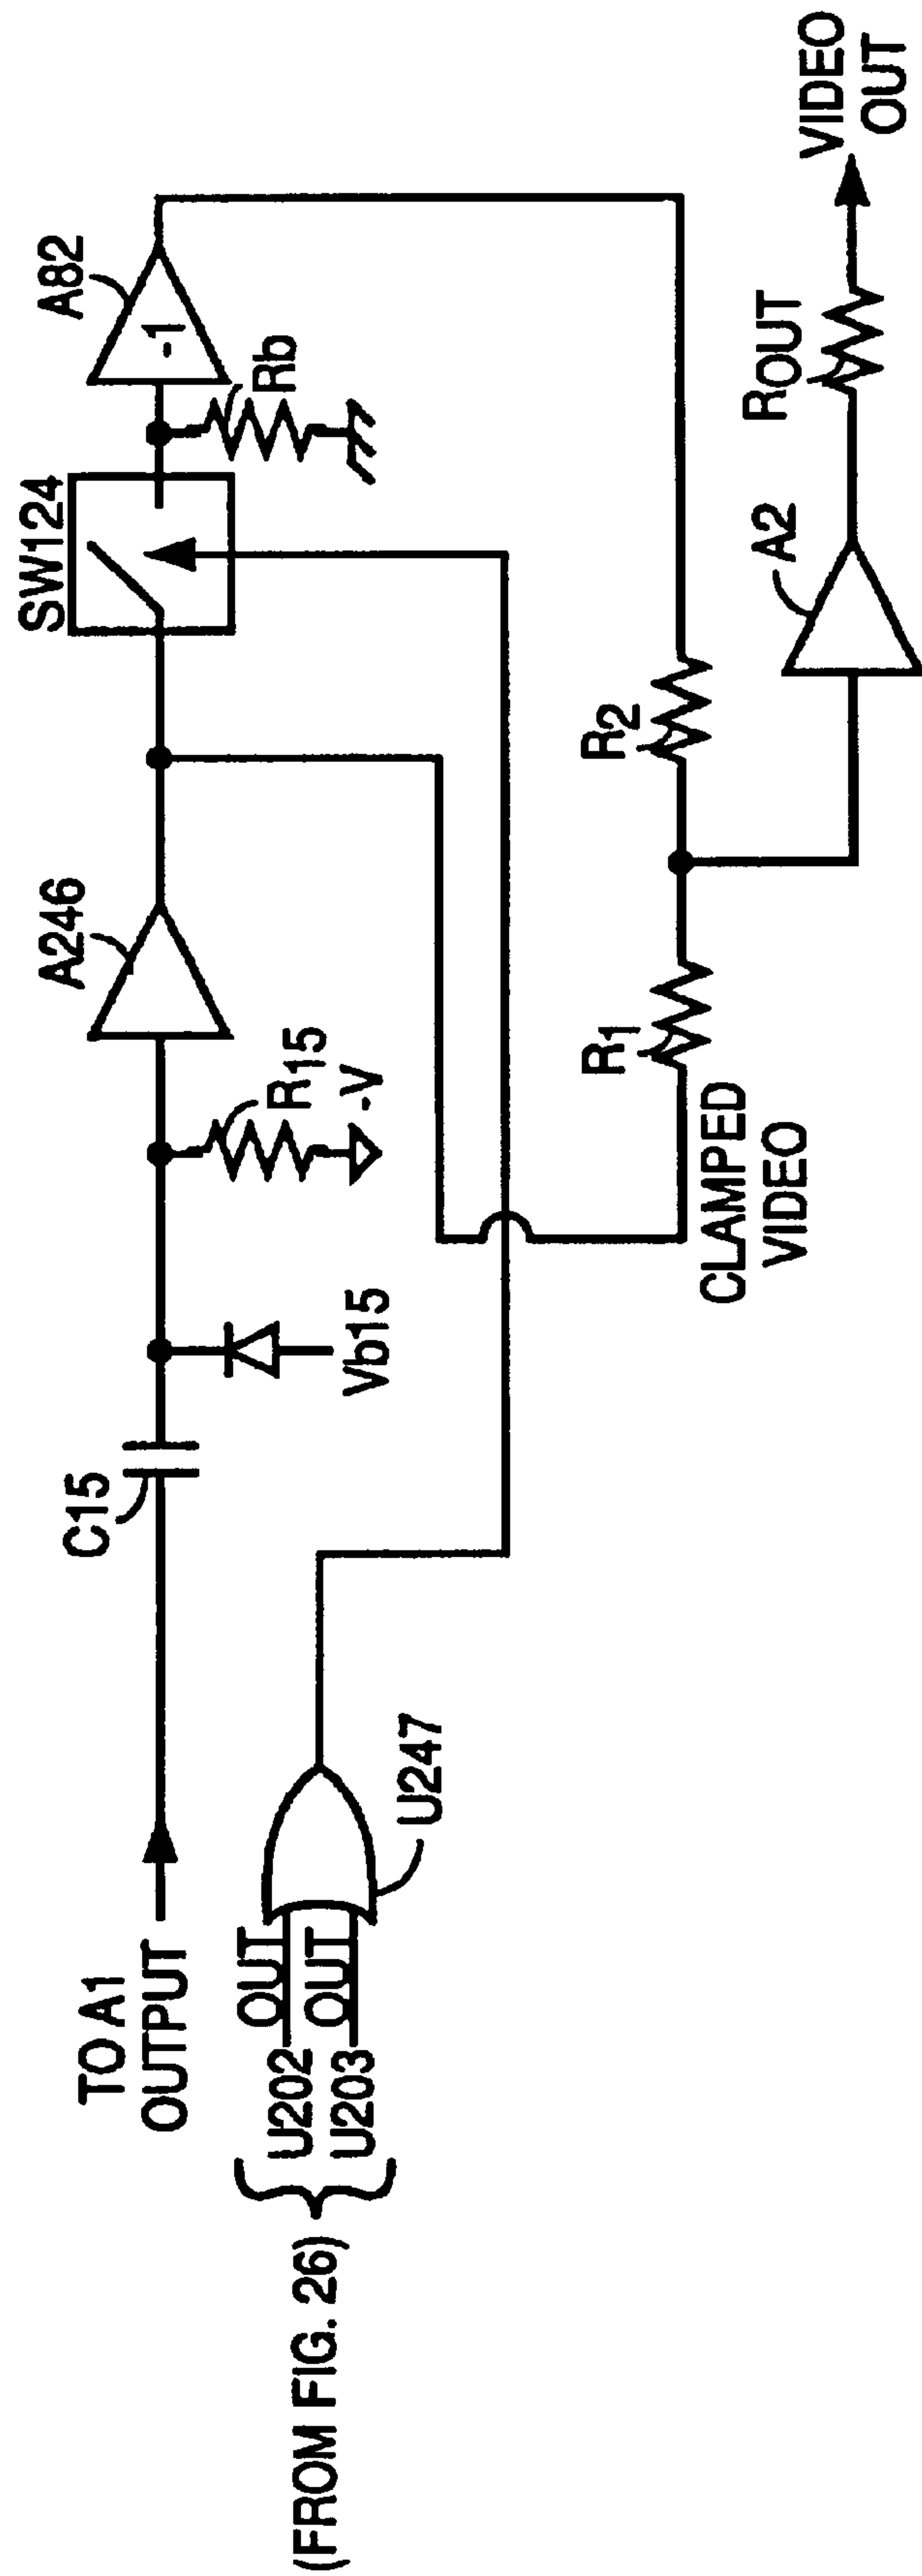 TO A1
OUTPUT
C15
Vb15
R15
-V
A246
SW124
Rb
-1
A82
(FROM FIG. 26)
U202 OUT
U203 OUT
U247
CLAMPED
VIDEO
R1
R2
A2
ROUT
VIDEO
OUT